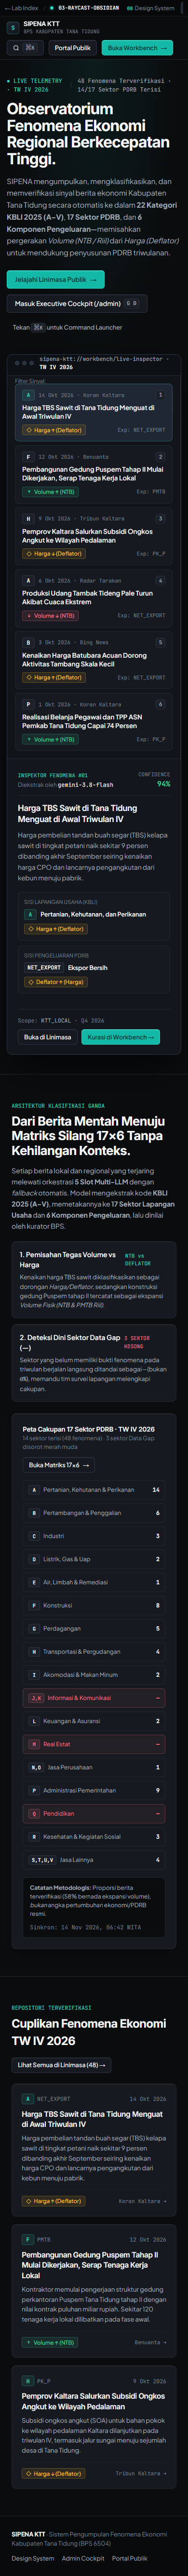 ← Lab Index / 03-RAYCAST-OBSIDIAN 00 Design System
S SIPENA KTT
BPS KABUPATEN TANA TIDUNG
⌘K Portal Publik Buka Workbench →
● LIVE TELEMETRY · TW IV 2026
48 Fenomena Terverifikasi · 14/17 Sektor PDRB Terisi
Observatorium
Fenomena Ekonomi
Regional Berkecepatan
Tinggi.
SIPENA mengumpulkan, mengklasifikasikan, dan
memverifikasi sinyal berita ekonomi Kabupaten
Tana Tidung secara otomatis ke dalam 22 Kategori
KBLI 2025 (A–V), 17 Sektor PDRB, dan 6
Komponen Pengeluaran—memisahkan
pergerakan Volume (NTB / Riil) dari Harga (Deflator)
untuk mendukung penyusunan PDRB triwulanan.
Jelajahi Linimasa Publik →
Masuk Executive Cockpit (/admin) G D
Tekan ⌘K untuk Command Launcher
sipena-ktt://workbench/live-inspector ·
TW IV 2026
Filter Sinyal:
A 14 Okt 2026 · Koran Kaltara 1
Harga TBS Sawit di Tana Tidung Menguat di
Awal Triwulan IV
◇ Harga ↑ (Deflator) Exp: NET_EXPORT
F 12 Okt 2026 · Benuanta 2
Pembangunan Gedung Puspem Tahap II Mulai
Dikerjakan, Serap Tenaga Kerja Lokal
↑ Volume ↑ (NTB) Exp: PMTB
H 9 Okt 2026 · Tribun Kaltara 3
Pemprov Kaltara Salurkan Subsidi Ongkos
Angkut ke Wilayah Pedalaman
◇ Harga ↓ (Deflator) Exp: PK_P
A 6 Okt 2026 · Radar Tarakan 4
Produksi Udang Tambak Tideng Pale Turun
Akibat Cuaca Ekstrem
↓ Volume ↓ (NTB) Exp: NET_EXPORT
B 3 Okt 2026 · Bing News 5
Kenaikan Harga Batubara Acuan Dorong
Aktivitas Tambang Skala Kecil
◇ Harga ↑ (Deflator) Exp: NET_EXPORT
P 1 Okt 2026 · Koran Kaltara 6
Realisasi Belanja Pegawai dan TPP ASN
Pemkab Tana Tidung Capai 74 Persen
↑ Volume ↑ (NTB) Exp: PK_P
INSPEKTOR FENOMENA #01 CONFIDENCE
Diekstrak oleh gemini-3.8-flash 94%
Harga TBS Sawit di Tana Tidung
Menguat di Awal Triwulan IV
Harga pembelian tandan buah segar (TBS) kelapa
sawit di tingkat petani naik sekitar 9 persen
dibanding akhir September seiring kenaikan
harga CPO dan lancarnya pengangkutan dari
kebun menuju pabrik.
SISI LAPANGAN USAHA (KBLI)
A Pertanian, Kehutanan, dan Perikanan
◇ Harga ↑ (Deflator)
SISI PENGELUARAN PDRB
NET_EXPORT Ekspor Bersih
◇ Deflator ↑ (Harga)
Scope: KTT_LOCAL · Q4 2026
Buka di Linimasa Kurasi di Workbench →
ARSITEKTUR KLASIFIKASI GANDA
Dari Berita Mentah Menuju
Matriks Silang 17×6 Tanpa
Kehilangan Konteks.
Setiap berita lokal dan regional yang terjaring
melewati orkestrasi 5 Slot Multi-LLM dengan
fallback otomatis. Model mengekstrak kode KBLI
2025 (A–V), memetakannya ke 17 Sektor Lapangan
Usaha dan 6 Komponen Pengeluaran, lalu dinilai
oleh kurator BPS.
1. Pemisahan Tegas Volume vs
Harga
NTB vs
DEFLATOR
Kenaikan harga TBS sawit diklasifikasikan sebagai
dorongan Harga/Deflator, sedangkan konstruksi
gedung Puspem tahap II tercatat sebagai ekspansi
Volume Fisik (NTB & PMTB Riil).
2. Deteksi Dini Sektor Data Gap
(—)
3 SEKTOR
KOSONG
Sektor yang belum memiliki bukti fenomena pada
triwulan berjalan langsung ditandai sebagai — (bukan
0%), memandu tim survei lapangan melengkapi
cakupan.
Peta Cakupan 17 Sektor PDRB · TW IV 2026
14 sektor terisi (48 fenomena) · 3 sektor Data Gap
disorot merah muda
Buka Matriks 17×6 →
A Pertanian, Kehutanan & Perikanan 14
B Pertambangan & Penggalian 6
C Industri 3
D Listrik, Gas & Uap 2
E Air, Limbah & Remediasi 1
F Konstruksi 8
G Perdagangan 5
H Transportasi & Pergudangan 4
I Akomodasi & Makan Minum 2
J,K Informasi & Komunikasi —
L Keuangan & Asuransi 2
M Real Estat —
N,O Jasa Perusahaan 1
P Administrasi Pemerintahan 9
Q Pendidikan —
R Kesehatan & Kegiatan Sosial 3
S,T,U,V Jasa Lainnya 4
Catatan Metodologis: Proporsi berita
terverifikasi (58% bernada ekspansi volume),
bukan angka pertumbuhan ekonomi/PDRB
resmi.
Sinkron: 14 Nov 2026, 06:42 WITA
REPOSITORI TERVERIFIKASI
Cuplikan Fenomena Ekonomi
TW IV 2026
Lihat Semua di Linimasa (48) →
A NET_EXPORT 14 Okt 2026
Harga TBS Sawit di Tana Tidung Menguat
di Awal Triwulan IV
Harga pembelian tandan buah segar (TBS) kelapa
sawit di tingkat petani naik sekitar 9 persen
dibanding akhir September seiring kenaikan
harga CPO dan lancarnya pengangkutan dari
kebun menuju pabrik.
◇ Harga ↑ (Deflator) Koran Kaltara →
F PMTB 12 Okt 2026
Pembangunan Gedung Puspem Tahap II
Mulai Dikerjakan, Serap Tenaga Kerja
Lokal
Kontraktor memulai pengerjaan struktur gedung
perkantoran Puspem Tana Tidung tahap II dengan
nilai kontrak puluhan miliar rupiah. Sekitar 120
tenaga kerja lokal dilibatkan pada fase awal.
↑ Volume ↑ (NTB) Benuanta →
H PK_P 9 Okt 2026
Pemprov Kaltara Salurkan Subsidi Ongkos
Angkut ke Wilayah Pedalaman
Subsidi ongkos angkut (SOA) untuk bahan pokok
ke wilayah pedalaman Kaltara dilanjutkan pada
triwulan IV, termasuk jalur sungai menuju sejumlah
desa di Tana Tidung.
◇ Harga ↓ (Deflator) Tribun Kaltara →
SIPENA KTT Sistem Pengumpulan Fenomena Ekonomi
Kabupaten Tana Tidung (BPS 6504)
Design System Admin Cockpit Portal Publik